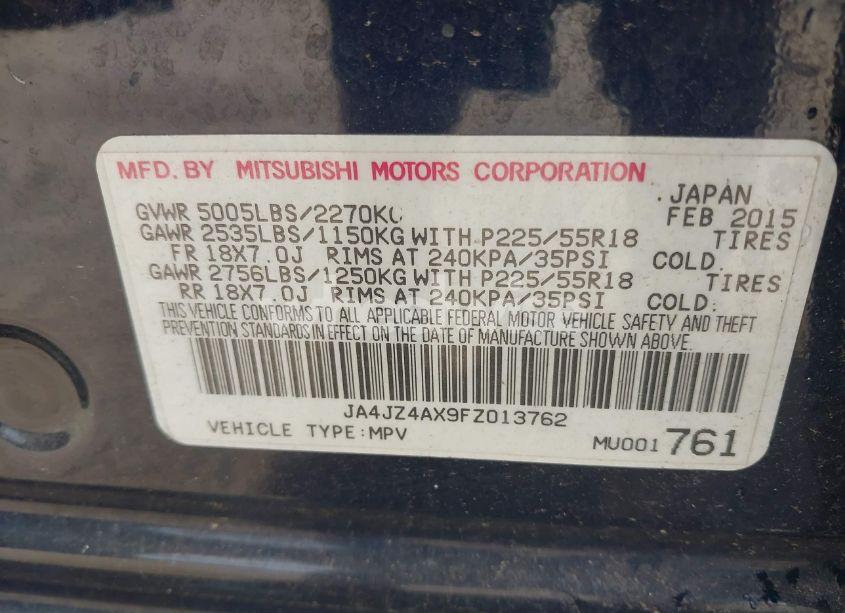 MFD. BY MITSUBISHI MOTORS CORPORATION
JAPAN
GVWR 5005LBS/2270KG FEB 2015
GAWR 2535LBS/1150KG WITH P225/55R18 TIRES
FR 18X7.0J RIMS AT 240KPA/35PSI COLD.
GAWR 2756LBS/1250KG WITH P225/55R18 TIRES
RR 18X7.0J RIMS AT 240KPA/35PSI COLD.
THIS VEHICLE CONFORMS TO ALL APPLICABLE FEDERAL MOTOR VEHICLE SAFETY AND THEFT
PREVENTION STANDARDS IN EFFECT ON THE DATE OF MANUFACTURE SHOWN ABOVE.
JA4JZ4AX9FZ013762
VEHICLE TYPE:MPV MU001 761